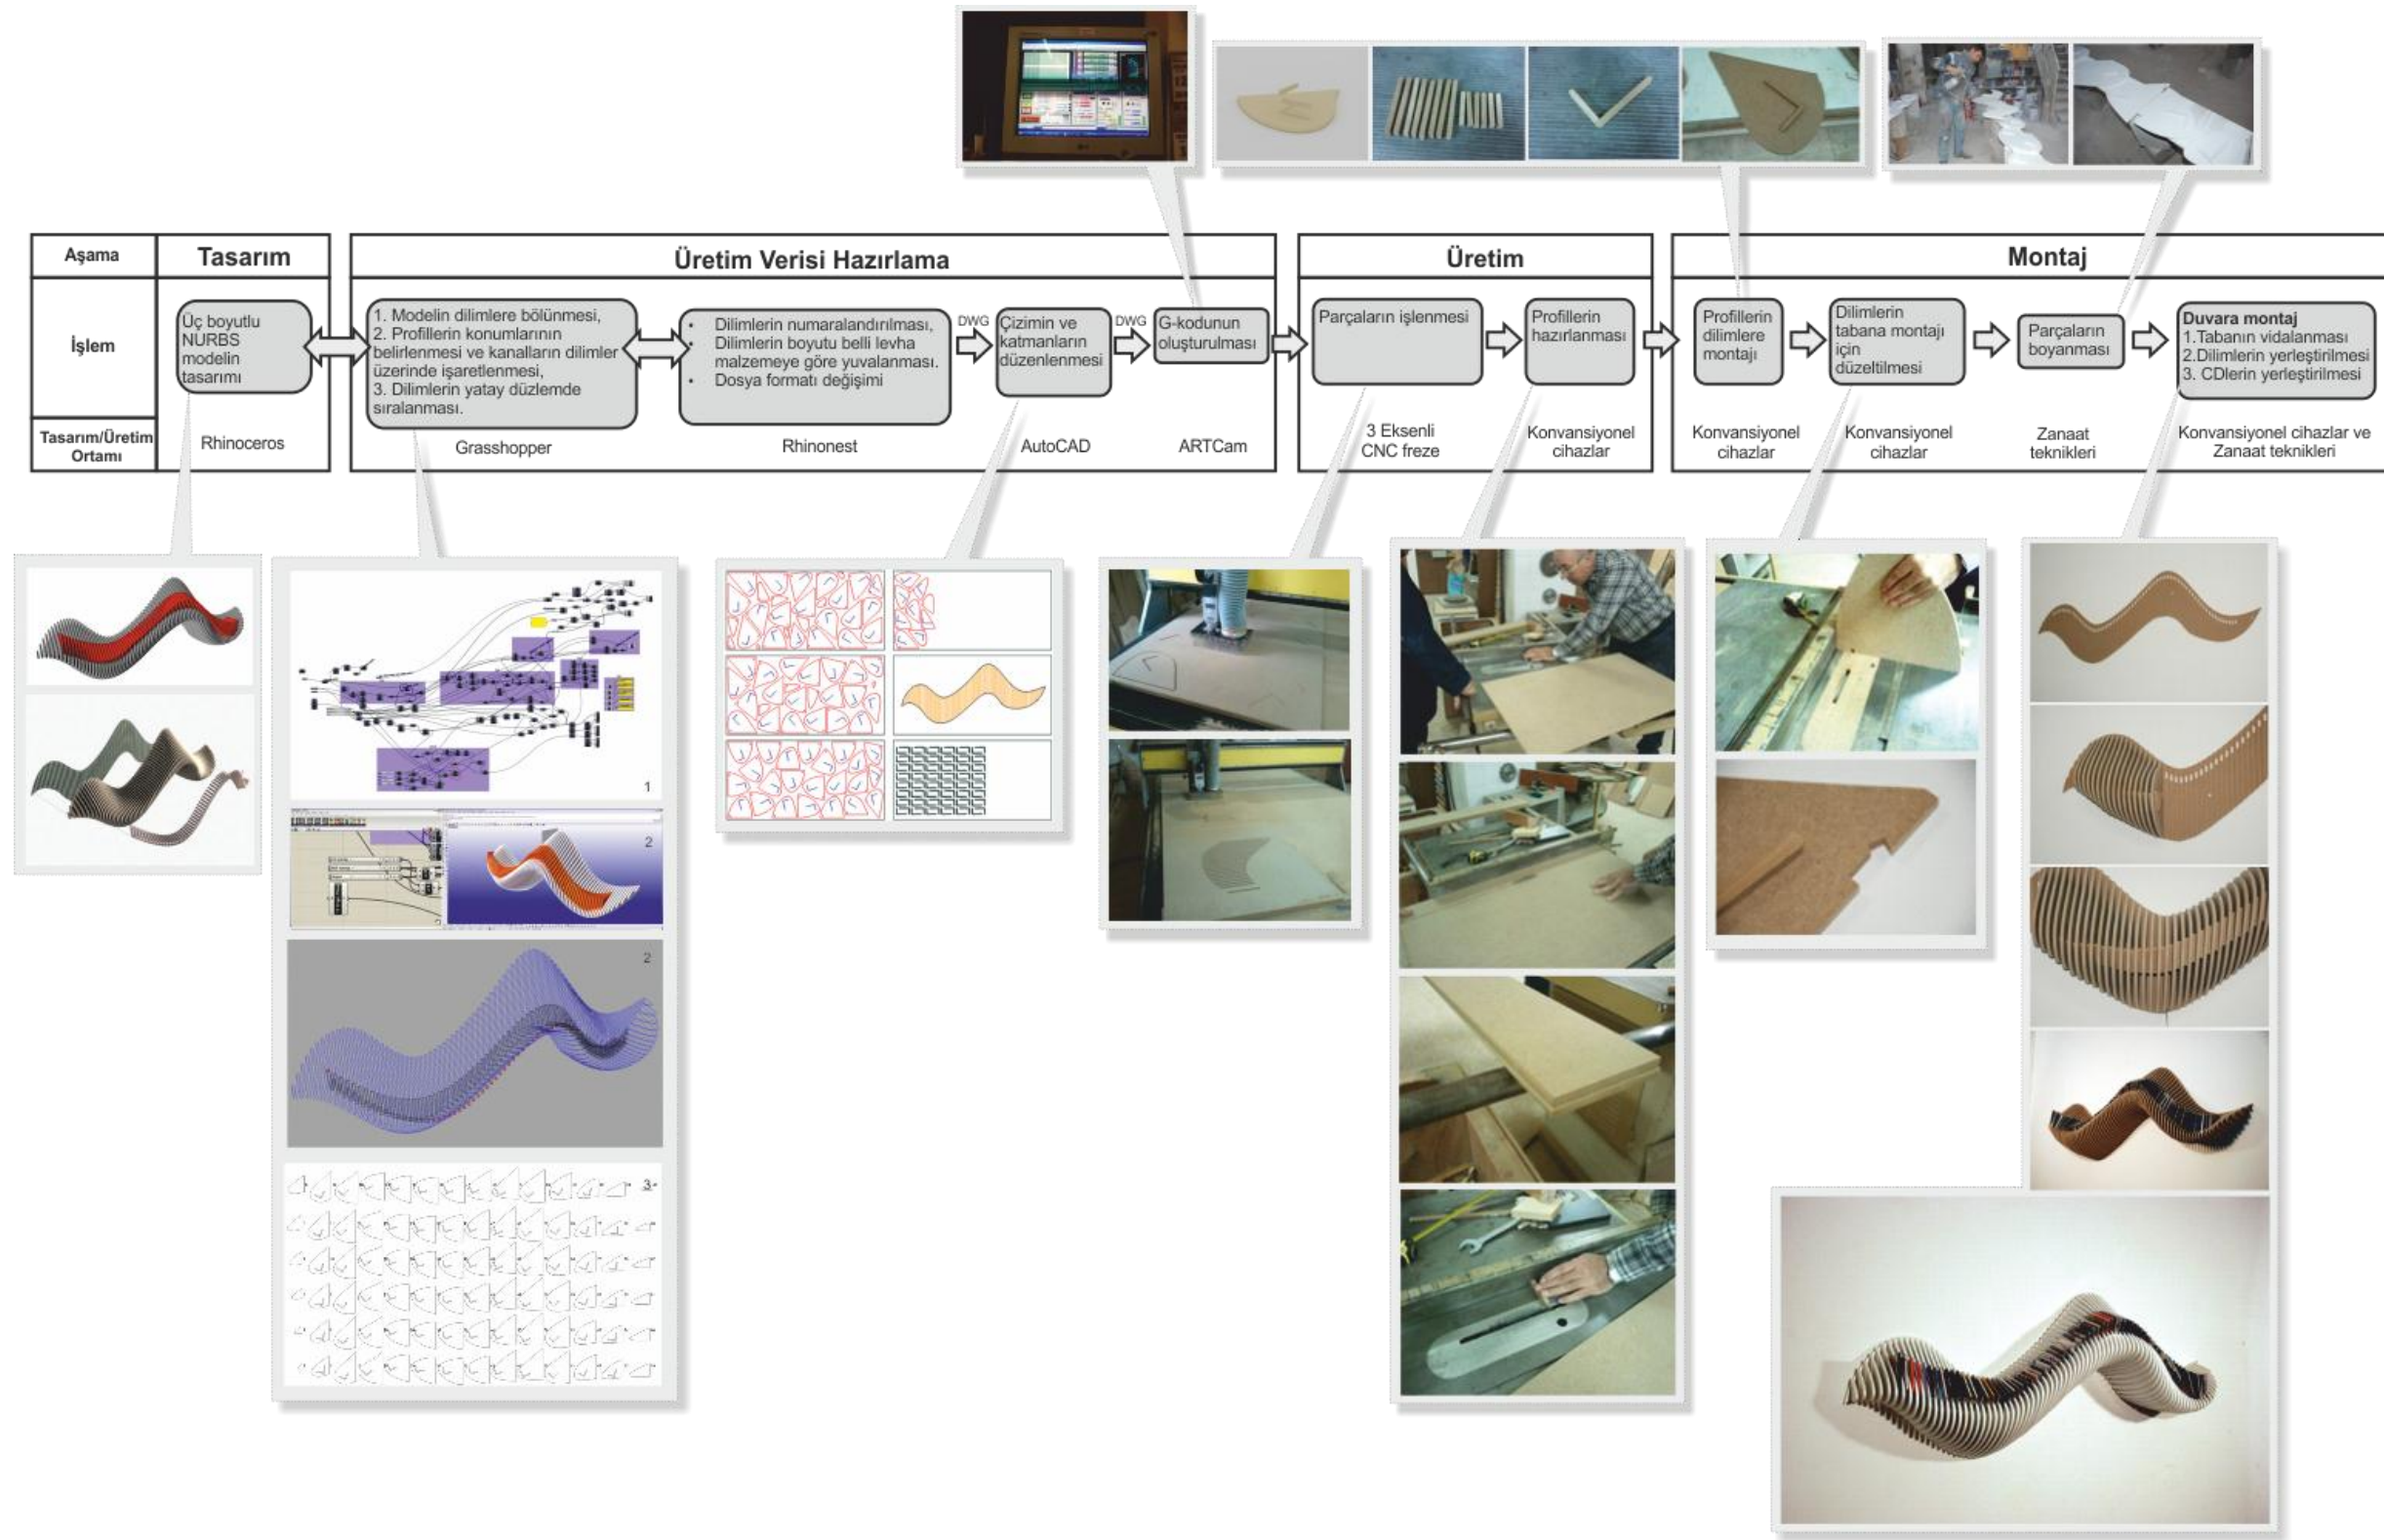 Aşama
Tasarım
Üretim Verisi Hazırlama
Üretim
Montaj
İşlem
Üç boyutlu
NURBS
modelin
tasarımı
1. Modelin dilimlere bölünmesi,
2. Profillerin konumlarının
belirlenmesi ve kanalların dilimler
üzerinde işaretlenmesi,
3. Dilimlerin yatay düzlemde
sıralanması.
• Dilimlerin numaralandırılması,
• Dilimlerin boyutu belli levha
malzemeye göre yuvalanması.
• Dosya formatı değişimi
DWG
Çizimin ve
katmanların
düzenlenmesi
DWG
G-kodunun
oluşturulması
Parçaların işlenmesi
Profillerin
hazırlanması
Profillerin
dilimlere
montajı
Dilimlerin
tabana montajı
için
düzeltilmesi
Parçaların
boyanması
Duvara montaj
1.Tabanın vidalanması
2.Dilimlerin yerleştirilmesi
3. CDlerin yerleştirilmesi
Tasarım/Üretim
Ortamı
Rhinoceros
Grasshopper
Rhinonest
AutoCAD
ARTCam
3 Eksenli
CNC freze
Konvansiyonel
cihazlar
Konvansiyonel
cihazlar
Konvansiyonel
cihazlar
Zanaat
teknikleri
Konvansiyonel cihazlar ve
Zanaat teknikleri
1
2
2
3